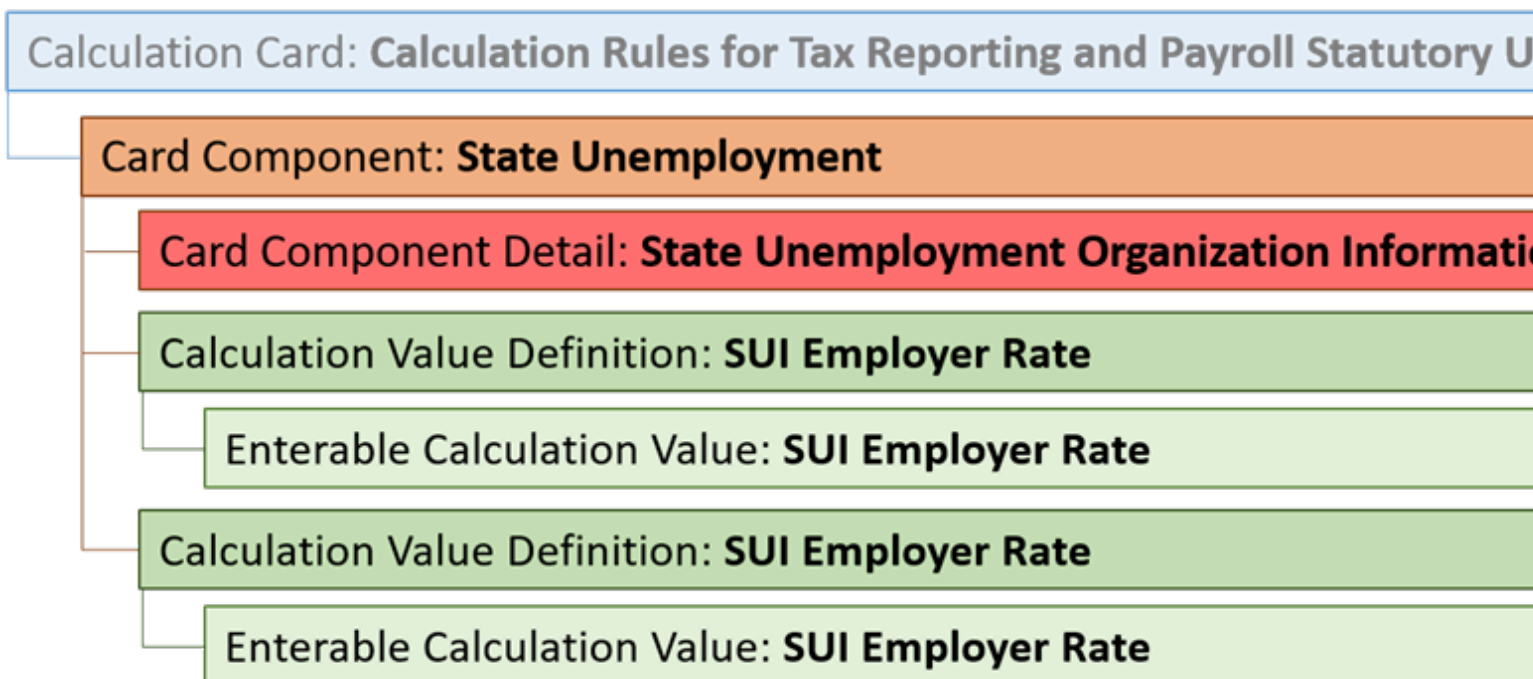 Calculation Card: Calculation Rules for Tax Reporting and Payroll Statutory U
Card Component: State Unemployment
Card Component Detail: State Unemployment Organization Informati
Calculation Value Definition: SUI Employer Rate
Enterable Calculation Value: SUI Employer Rate
Calculation Value Definition: SUI Employer Rate
Enterable Calculation Value: SUI Employer Rate